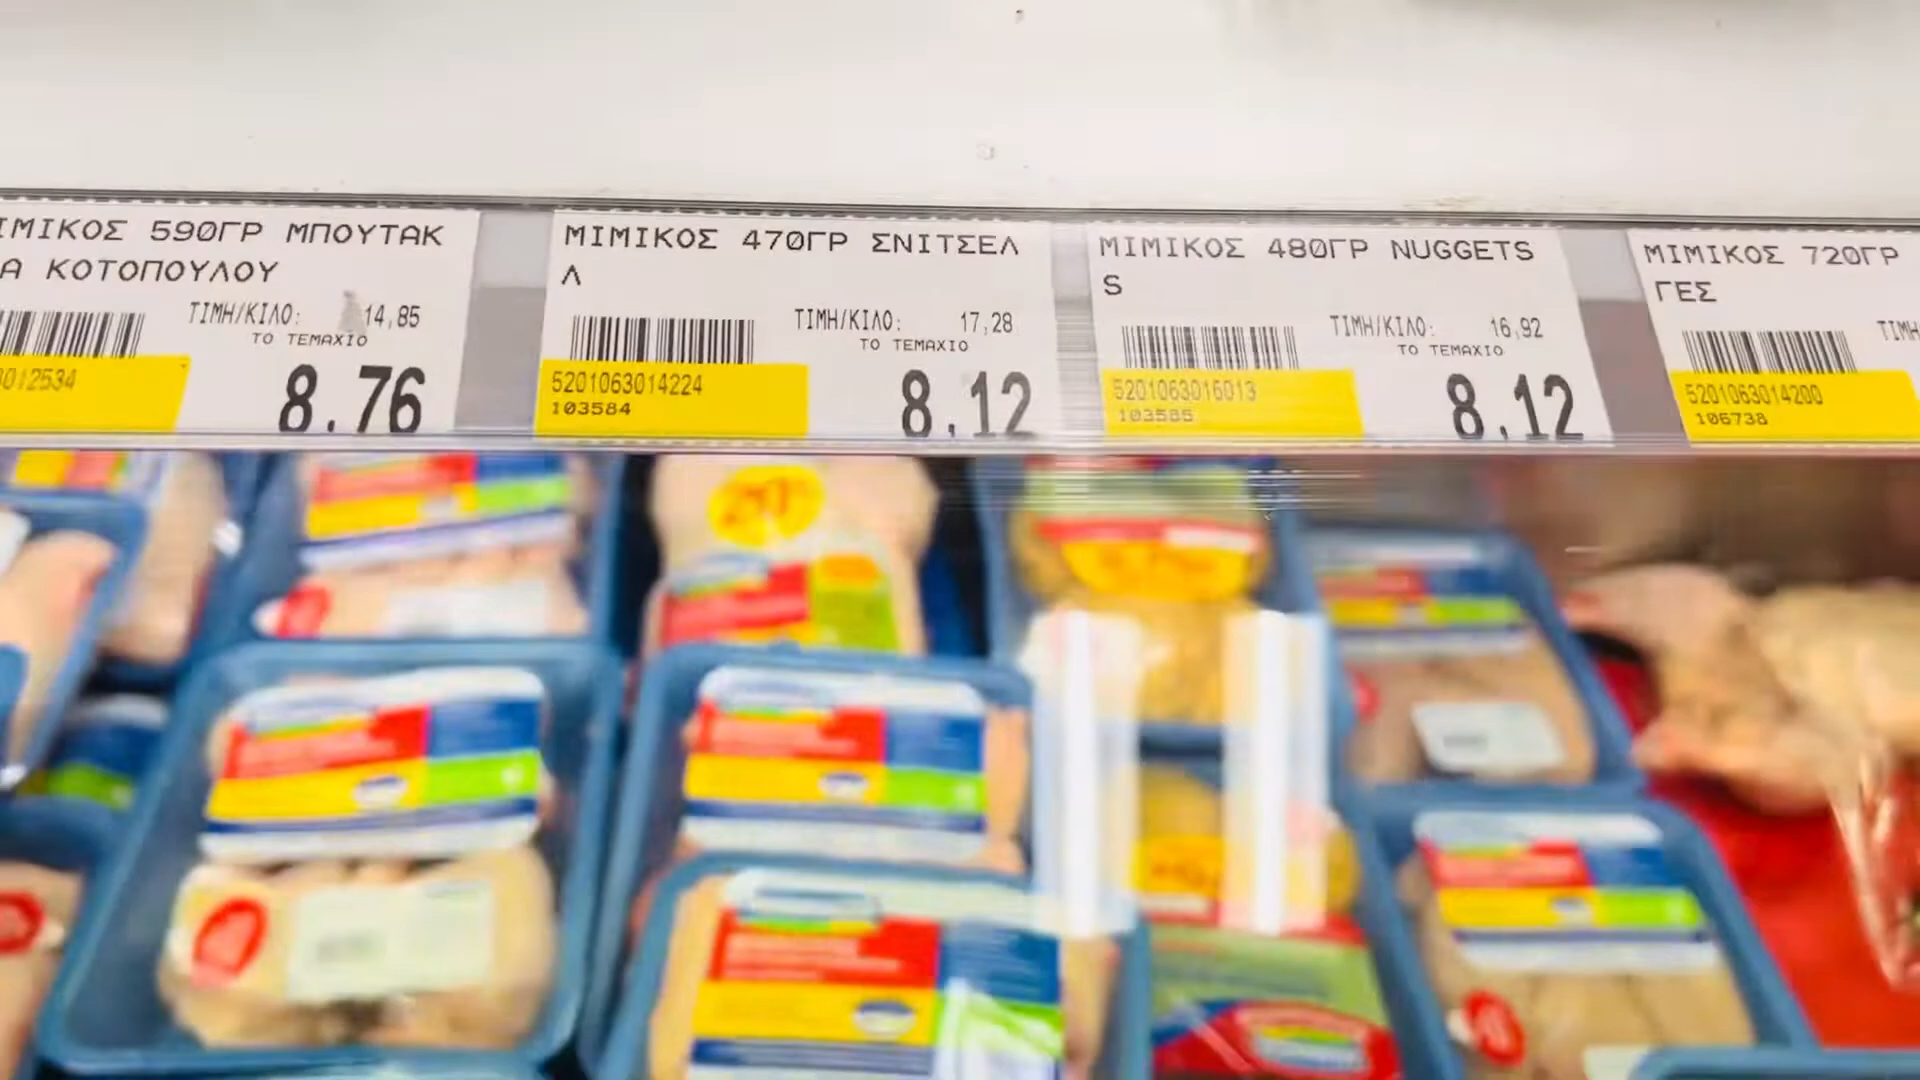 ΙΜΙΚΟΣ 590ΓΡ ΜΠΟΥΤΑΚ
Α ΚΟΤΟΠΟΥΛΟΥ
ΤΙΜΗ/ΚΙΛΟ: 14,85
ΤΟ ΤΕΜΑΧΙΟ
8.76
3012534
ΜΙΜΙΚΟΣ 470ΓΡ ΣΝΙΤΣΕΛ
Λ
ΤΙΜΗ/ΚΙΛΟ: 17,28
ΤΟ ΤΕΜΑΧΙΟ
5201063014224
103584
8.12
ΜΙΜΙΚΟΣ 480ΓΡ NUGGETS
S
ΤΙΜΗ/ΚΙΛΟ: 16,92
ΤΟ ΤΕΜΑΧΙΟ
5201063016013
103585
8.12
ΜΙΜΙΚΟΣ 720ΓΡ
ΓΕΣ
ΤΙΜΗ
5201063014200
106738